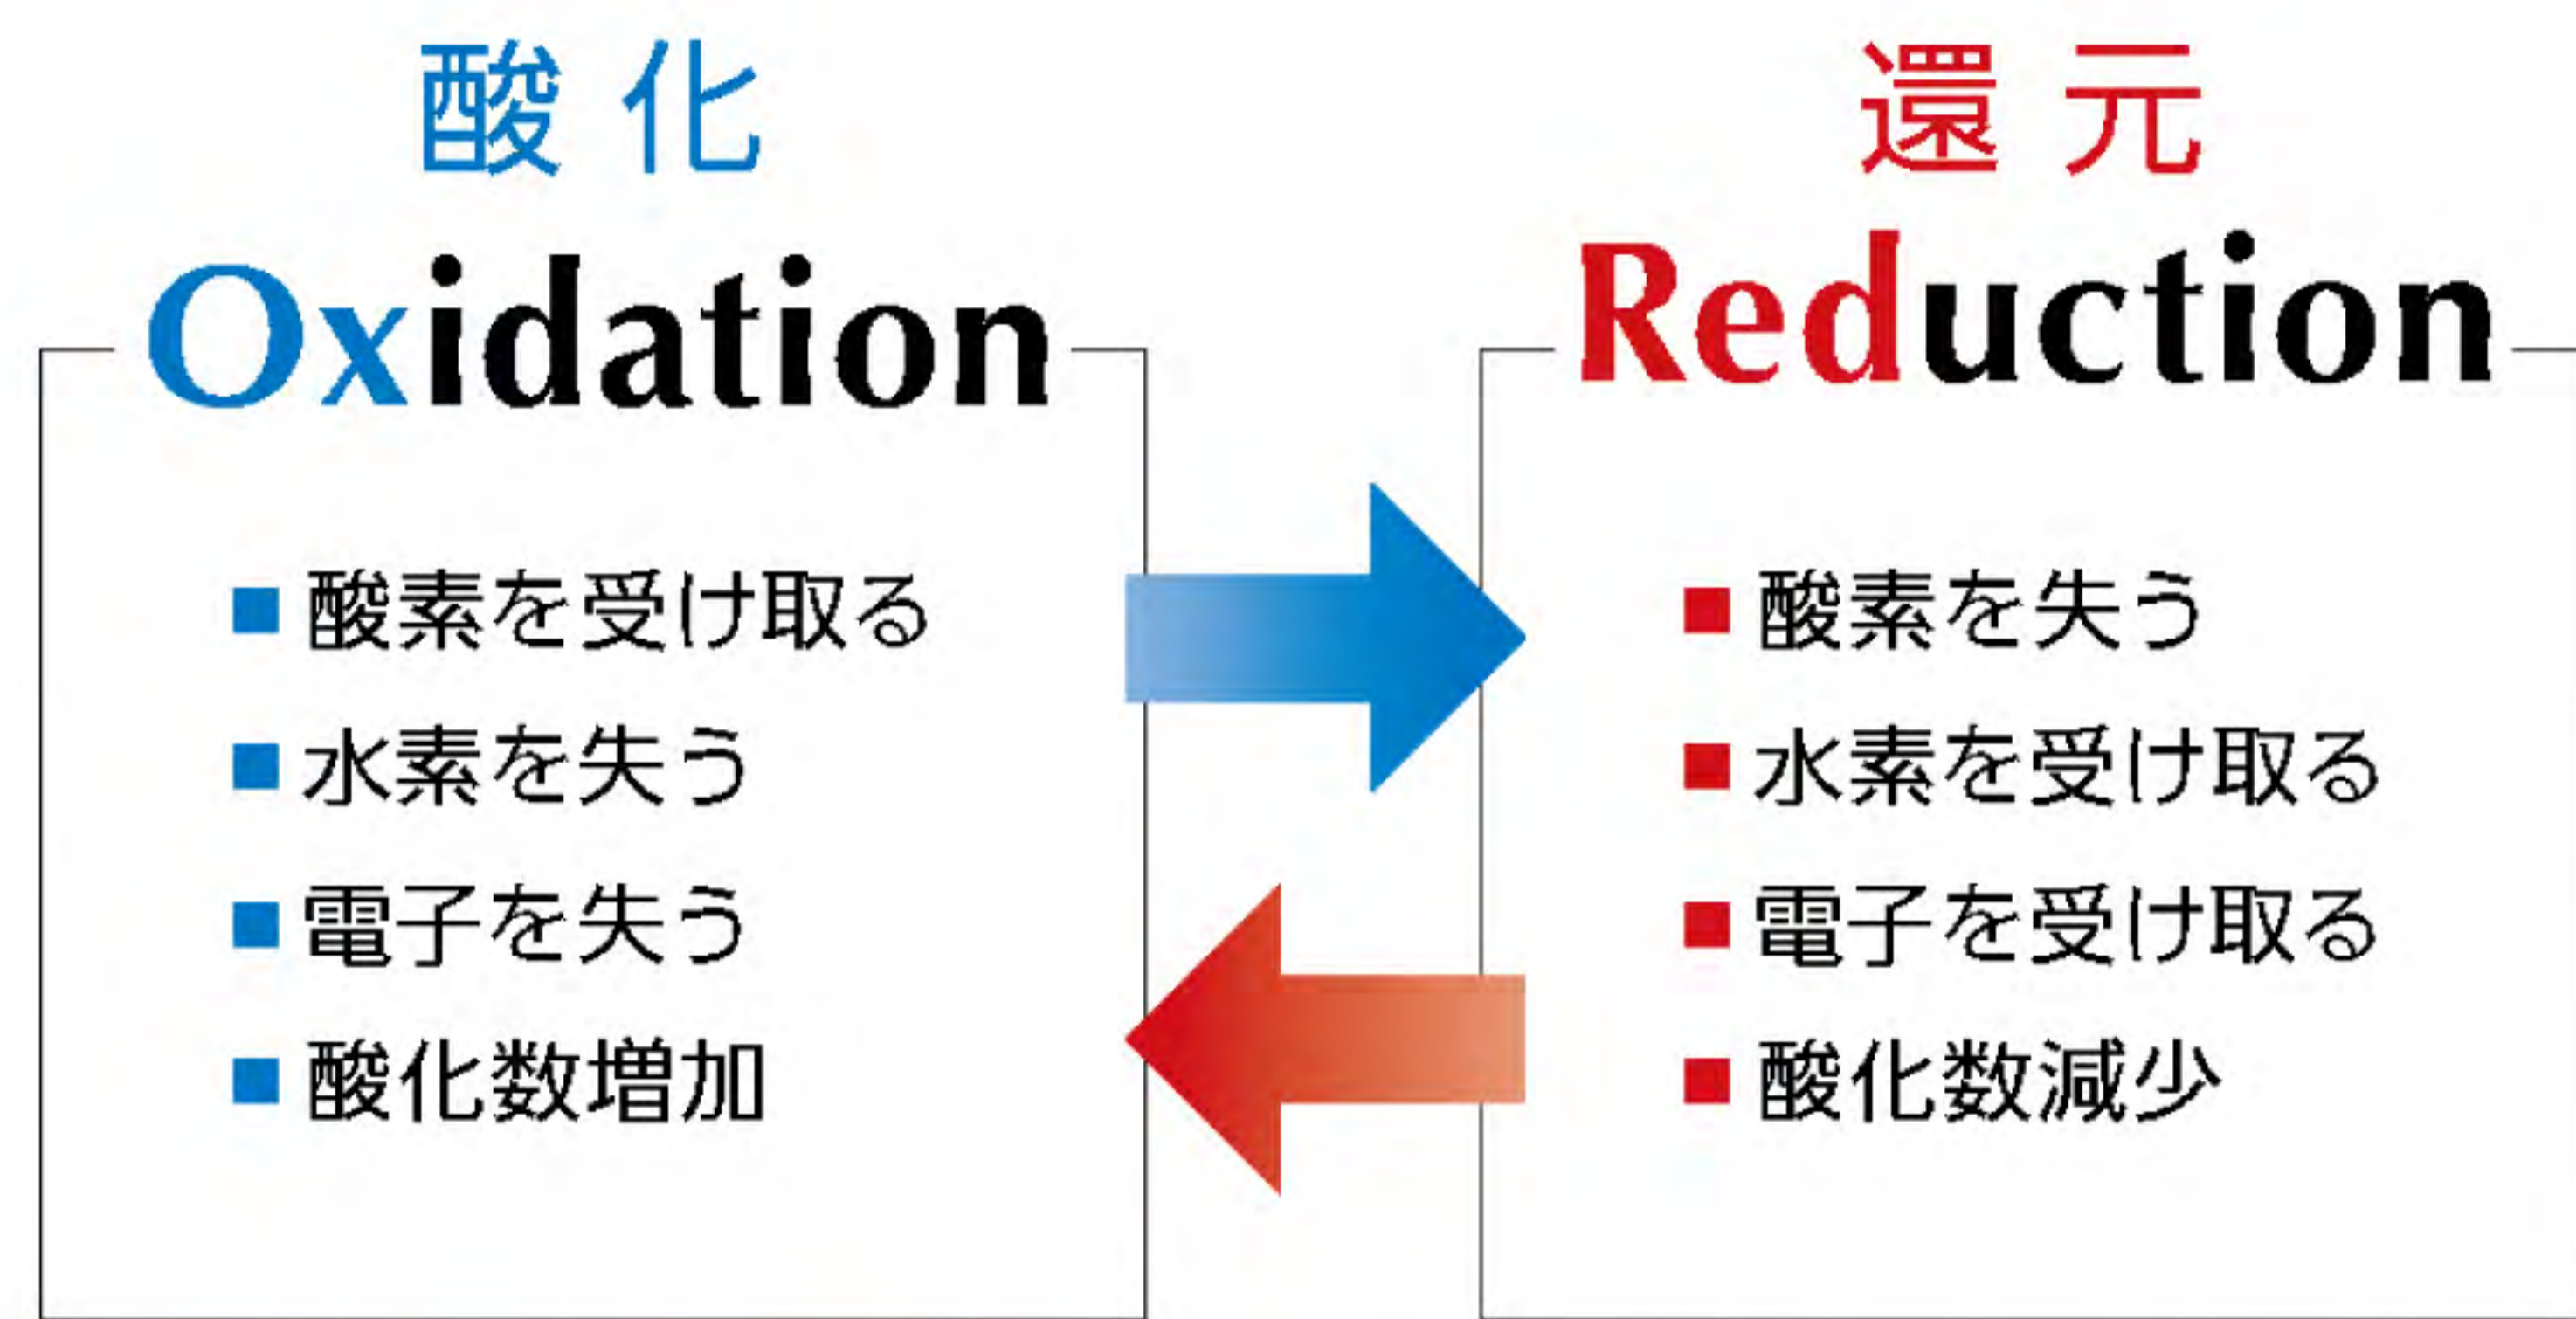 酸化
Oxidation
■ 酸素を受け取る
■ 水素を失う
■ 電子を失う
■ 酸化数増加
還元
Reduction
■ 酸素を失う
■ 水素を受け取る
■ 電子を受け取る
■ 酸化数減少